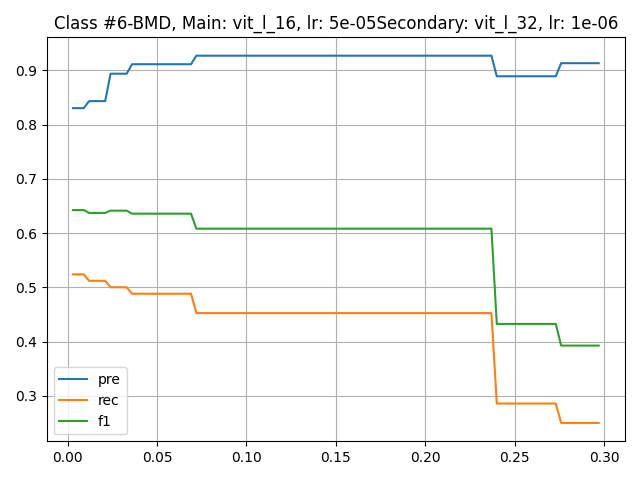 Class #6-BMD, Main: vit_l_16, lr: 5e-05Secondary: vit_l_32, lr: 1e-06
0.9
0.8
0.7
0.6
0.5
0.4
0.3
pre
rec
f1
0.00 0.05 0.10 0.15 0.20 0.25 0.30